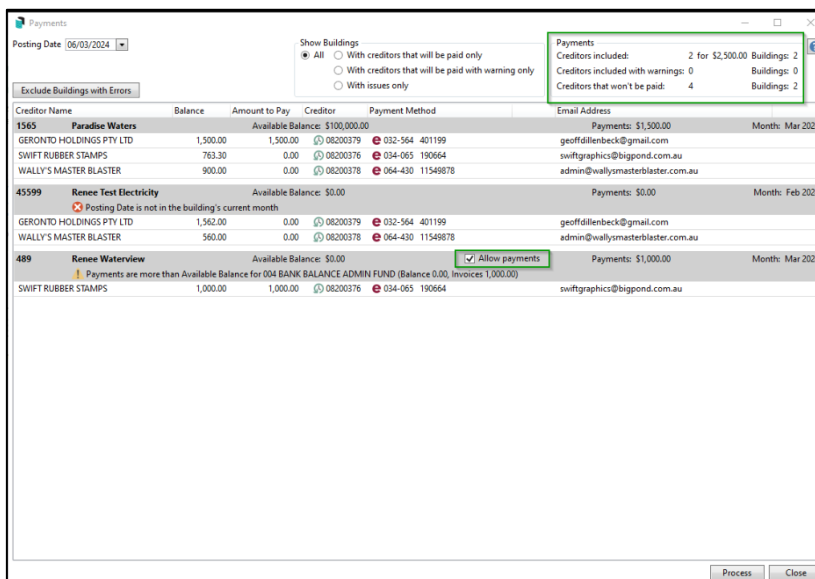 Payments
Posting Date 06/03/2024
Show Buildings
All With creditors that will be paid only
With creditors that will be paid with warning only
With issues only
Payments
Creditors included: 2 for $2,500.00 Buildings: 2
Creditors included with warnings: 0 Buildings: 0
Creditors that won't be paid: 4 Buildings: 2
Exclude Buildings with Errors
Creditor Name Balance Amount to Pay Creditor Payment Method Email Address
1565 Paradise Waters Available Balance: $100,000.00 Payments: $1,500.00 Month: Mar 202
GERONTO HOLDINGS PTY LTD 1,500.00 1,500.00 08200379 032-564 401199 geoffdillenbeck@gmail.com
SWIFT RUBBER STAMPS 763.30 0.00 08200376 034-065 190664 swiftgraphics@bigpond.com.au
WALLY'S MASTER BLASTER 900.00 0.00 08200378 064-430 11549878 admin@wallysmasterblaster.com.au
45599 Renee Test Electricity Available Balance: $0.00 Payments: $0.00 Month: Feb 202
Posting Date is not in the building's current month
GERONTO HOLDINGS PTY LTD 1,562.00 0.00 08200379 032-564 401199 geoffdillenbeck@gmail.com
WALLY'S MASTER BLASTER 560.00 0.00 08200378 064-430 11549878 admin@wallysmasterblaster.com.au
489 Renee Waterview Available Balance: $0.00 Allow payments Payments: $1,000.00 Month: Mar 202
Payments are more than Available Balance for 004 BANK BALANCE ADMIN FUND (Balance 0.00, Invoices 1,000.00)
SWIFT RUBBER STAMPS 1,000.00 1,000.00 08200376 034-065 190664 swiftgraphics@bigpond.com.au
Process Close